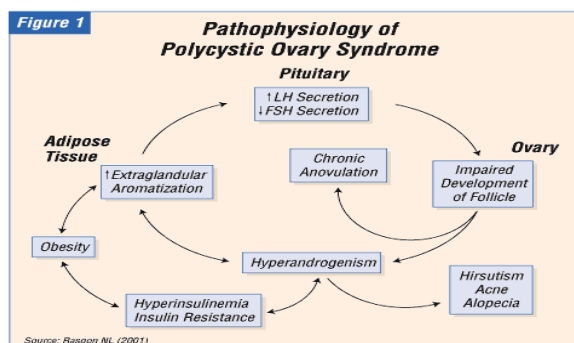 Figure 1
Pathophysiology of
Polycystic Ovary Syndrome
Pituitary
↑LH Secretion
↓FSH Secretion
Adipose
Tissue
↑Extraglandular
Aromatization
Chronic
Anovulation
Ovary
Impaired
Development
of Follicle
Obesity
Hyperandrogenism
Hyperinsulinemia
Insulin Resistance
Hirsutism
Acne
Alopecia
Source: Rasgon NL (2001)